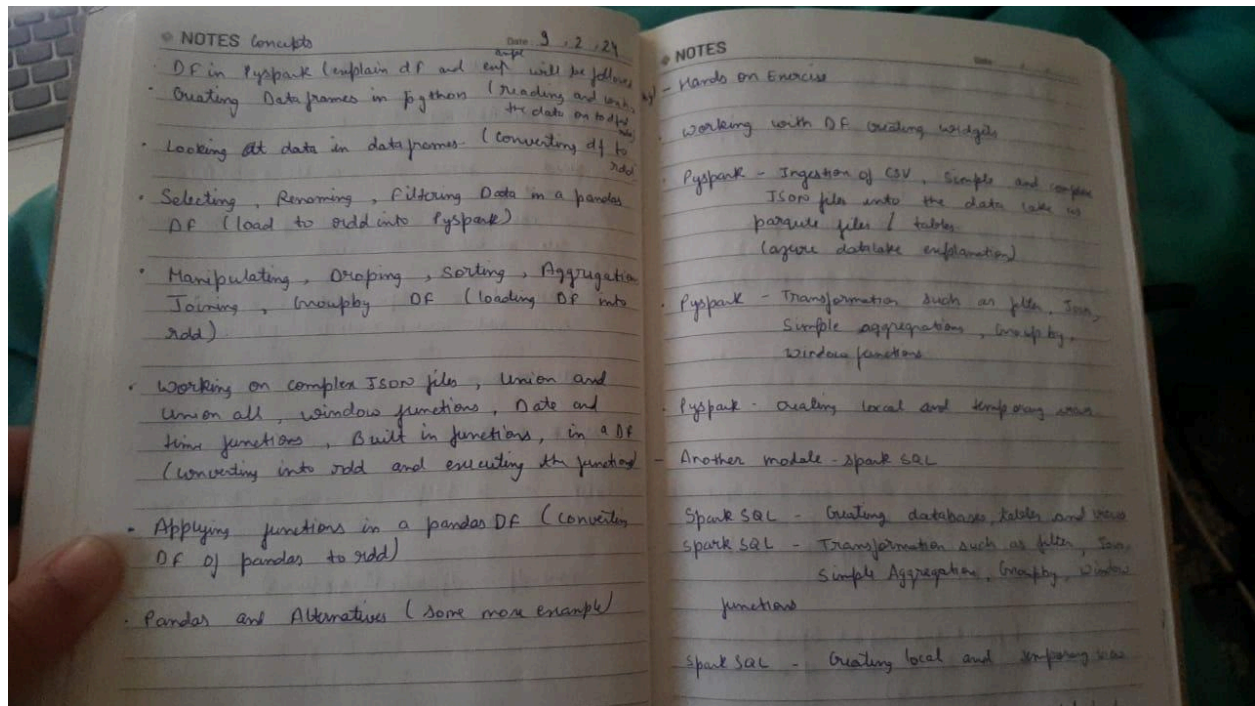 NOTES Concepts
Date 9.2.24
DF in Pyspark (explain df and will be followed by)
Creating Dataframes in python (reading and
the data on to
Looking at data in dataframes. (converting df to
rdd
Selecting, Renaming, Filtering Data in a pandas
DF (load to rdd into Pyspark)
Manipulating, Droping, Sorting, Aggrugation
Joining, Groupby DF (loading DF into
rdd)
Working on complex JSON files, Union and
Union all, window functions, Date and
time functions, Built in functions, in a DF
(converting into rdd and executing the function)
Applying functions in a pandas DF (converting
DF of pandas to rdd)
Pandas and Alternatives (some more example)
NOTES
Date
- Hands on Enercise
working with DF creating widgets
Pyspark - Ingestion of CSV, Simple and complex
JSON files into the data lake as
parqute files / tables
(azure datalake explanation)
Pyspark - Transformation such as filter, Join,
Simple aggregations, Group by,
Window functions
Pyspark - creating local and temporary views
- Another module - spark SQL
Spark SQL - Creating databases, tables and views
Spark SQL - Transformation such as filter, Join,
Simple Aggregation, Groupby, window
functions
Spark SQL - Creating local and temporary views